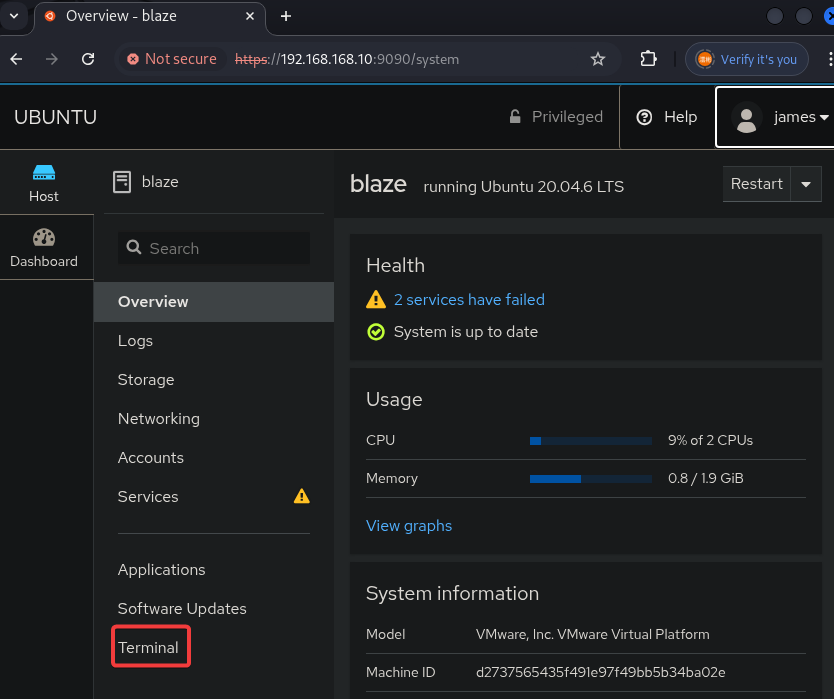 Overview - blaze
Not secure https://192.168.168.10:9090/system Verify it's you
UBUNTU Privileged Help james
Host
Dashboard
blaze
Search
Overview
Logs
Storage
Networking
Accounts
Services
Applications
Software Updates
Terminal
blaze running Ubuntu 20.04.6 LTS Restart
Health
2 services have failed
System is up to date
Usage
CPU 9% of 2 CPUs
Memory 0.8 / 1.9 GiB
View graphs
System information
Model VMware, Inc. VMware Virtual Platform
Machine ID d2737565435f491e97f49bb5b34ba02e